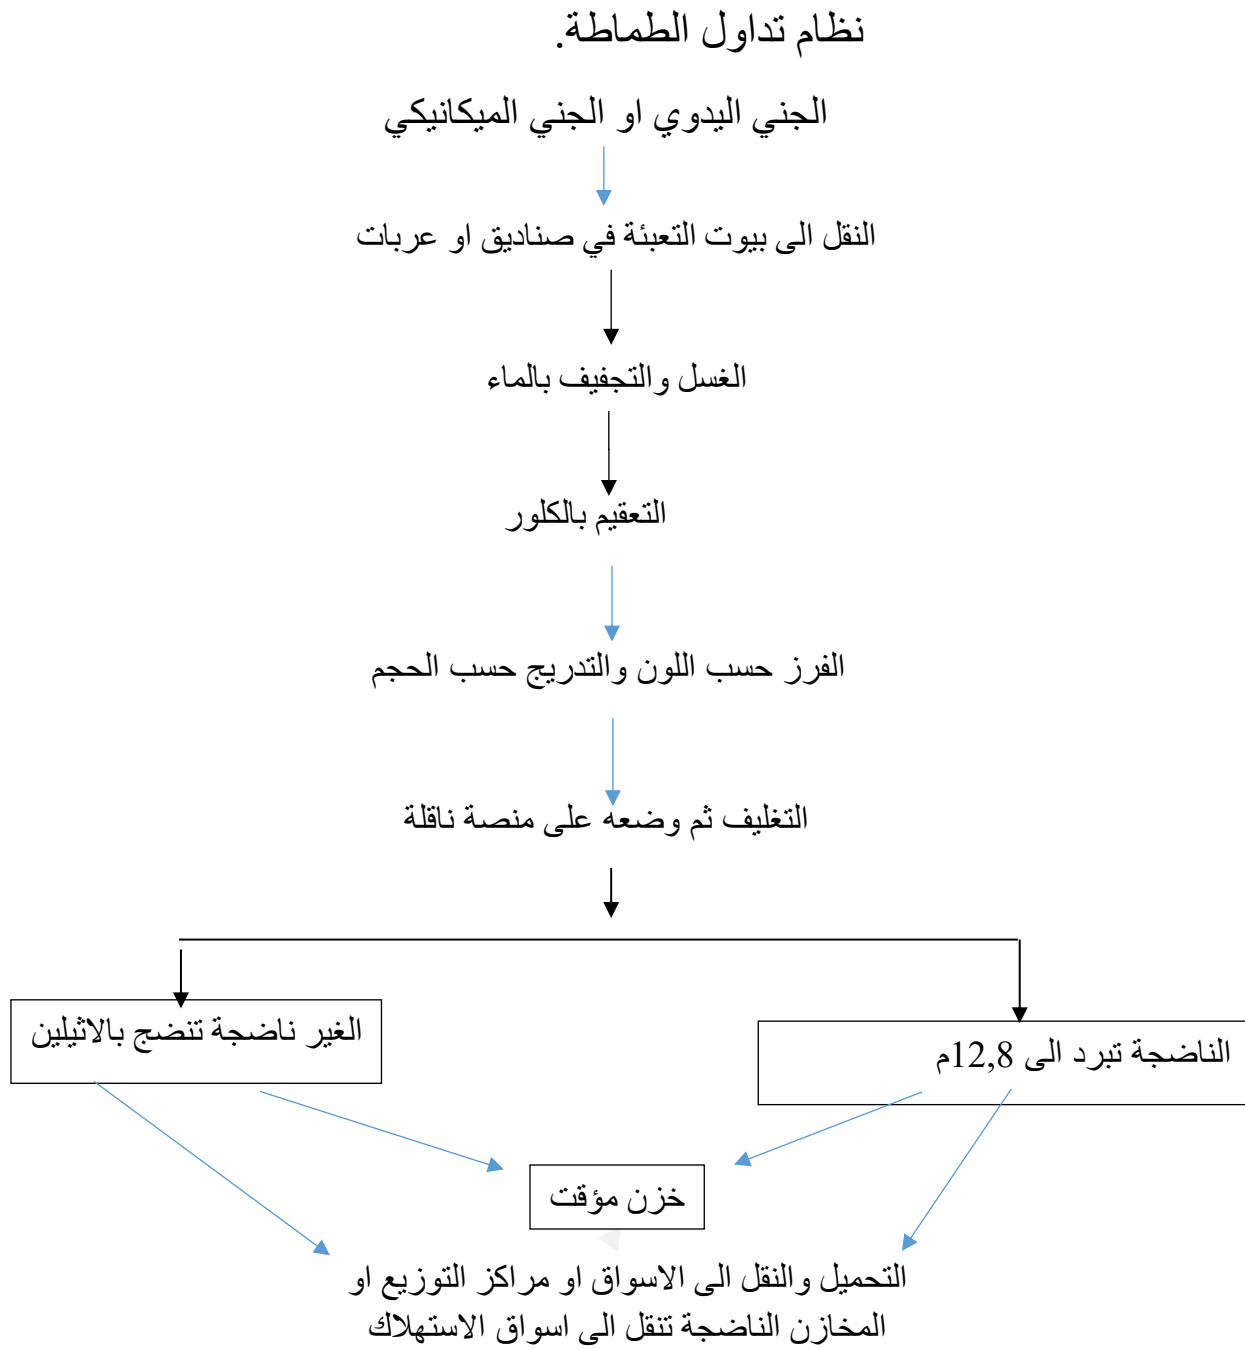 نظام تداول الطماطة.
الجني اليدوي او الجني الميكانيكي
النقل الى بيوت التعبئة في صناديق او عربات
الغسل والتجفيف بالماء
التعقيم بالكلور
الفرز حسب اللون والتدريج حسب الحجم
التغليف ثم وضعه على منصة ناقلة
الناضجة تبرد الى 12,8م
الغير ناضجة تنضج بالاثيلين
خزن مؤقت
التحميل والنقل الى الاسواق او مراكز التوزيع او
المخازن الناضجة تنقل الى اسواق الاستهلاك